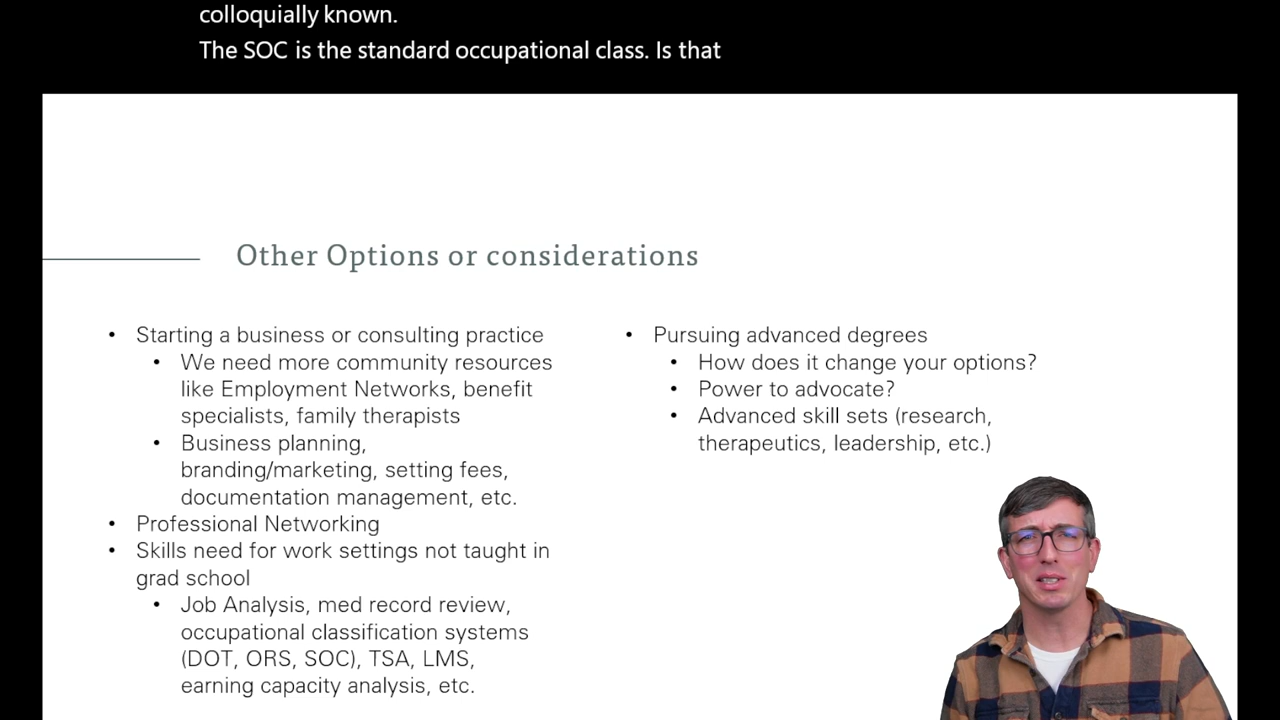 colloquially known.
The SOC is the standard occupational class. Is that
Other Options or considerations
• Starting a business or consulting practice
• We need more community resources
like Employment Networks, benefit
specialists, family therapists
• Business planning,
branding/marketing, setting fees,
documentation management, etc.
• Professional Networking
• Skills need for work settings not taught in
grad school
• Job Analysis, med record review,
occupational classification systems
(DOT, ORS, SOC), TSA, LMS,
earning capacity analysis, etc.
• Pursuing advanced degrees
• How does it change your options?
• Power to advocate?
• Advanced skill sets (research,
therapeutics, leadership, etc.)